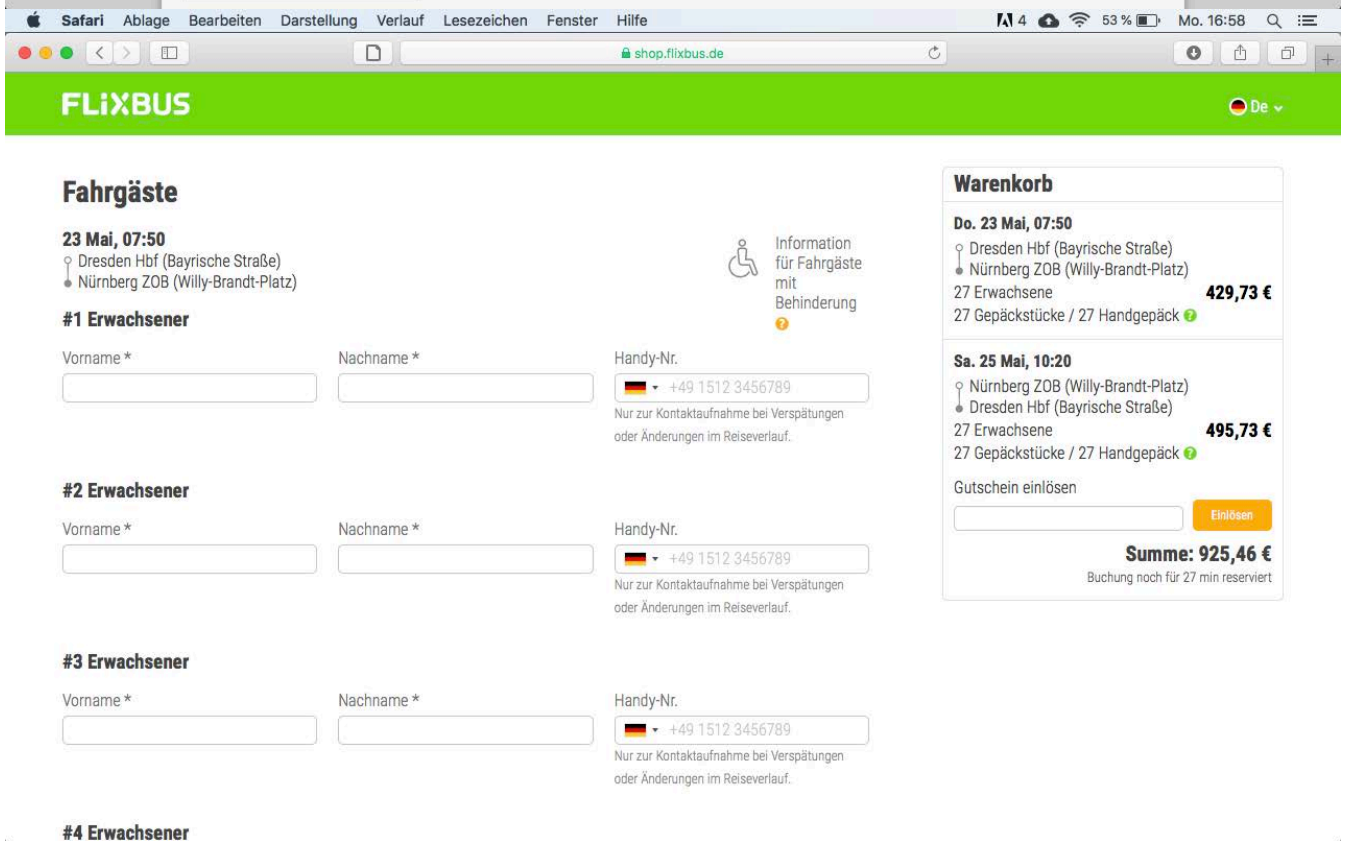 Safari Ablage Bearbeiten Darstellung Verlauf Lesezeichen Fenster Hilfe 4 53 % Mo. 16:58
shop.flixbus.de
FLiXBUS De
Fahrgäste
23 Mai, 07:50
Dresden Hbf (Bayrische Straße)
Nürnberg ZOB (Willy-Brandt-Platz)
Information
für Fahrgäste
mit
Behinderung
?
#1 Erwachsener
Vorname * Nachname * Handy-Nr.
+49 1512 3456789
Nur zur Kontaktaufnahme bei Verspätungen
oder Änderungen im Reiseverlauf.
#2 Erwachsener
Vorname * Nachname * Handy-Nr.
+49 1512 3456789
Nur zur Kontaktaufnahme bei Verspätungen
oder Änderungen im Reiseverlauf.
#3 Erwachsener
Vorname * Nachname * Handy-Nr.
+49 1512 3456789
Nur zur Kontaktaufnahme bei Verspätungen
oder Änderungen im Reiseverlauf.
#4 Erwachsener
Warenkorb
Do. 23 Mai, 07:50
Dresden Hbf (Bayrische Straße)
Nürnberg ZOB (Willy-Brandt-Platz)
27 Erwachsene 429,73 €
27 Gepäckstücke / 27 Handgepäck ?
Sa. 25 Mai, 10:20
Nürnberg ZOB (Willy-Brandt-Platz)
Dresden Hbf (Bayrische Straße)
27 Erwachsene 495,73 €
27 Gepäckstücke / 27 Handgepäck ?
Gutschein einlösen
Einlösen
Summe: 925,46 €
Buchung noch für 27 min reserviert